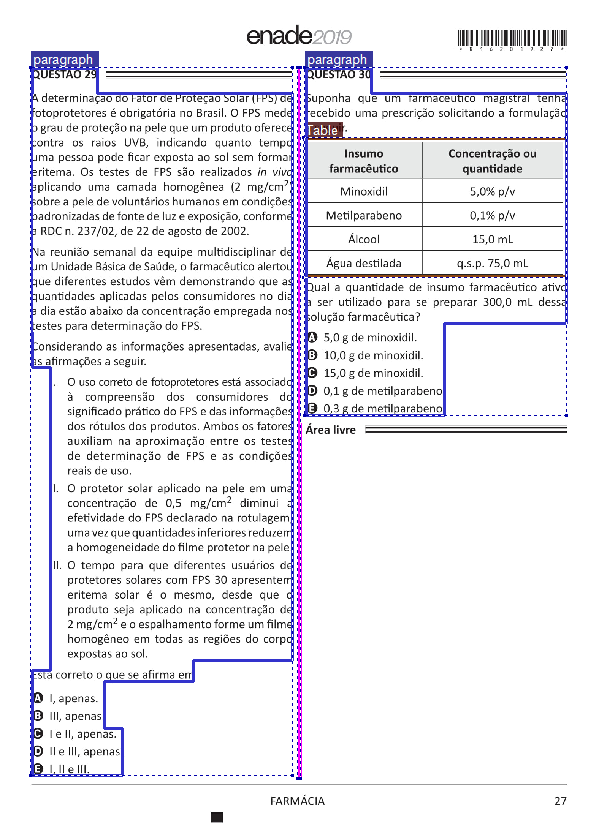 enade2019
paragraph
QUESTÃO 29
A determinação do Fator de Proteção Solar (FPS) de
fotoprotetores é obrigatória no Brasil. O FPS mede
o grau de proteção na pele que um produto oferece
contra os raios UVB, indicando quanto tempo
uma pessoa pode ficar exposta ao sol sem formar
eritema. Os testes de FPS são realizados in vivo
aplicando uma camada homogênea (2 mg/cm2)
sobre a pele de voluntários humanos em condições
padronizadas de fonte de luz e exposição, conforme
a RDC n. 237/02, de 22 de agosto de 2002.
Na reunião semanal da equipe multidisciplinar de
um Unidade Básica de Saúde, o farmacêutico alertou
que diferentes estudos vêm demonstrando que as
quantidades aplicadas pelos consumidores no dia
a dia estão abaixo da concentração empregada nos
testes para determinação do FPS.
Considerando as informações apresentadas, avalie
as afirmações a seguir.
I. O uso correto de fotoprotetores está associado
à compreensão dos consumidores do
significado prático do FPS e das informações
dos rótulos dos produtos. Ambos os fatores
auxiliam na aproximação entre os testes
de determinação de FPS e as condições
reais de uso.
II. O protetor solar aplicado na pele em uma
concentração de 0,5 mg/cm2 diminui a
efetividade do FPS declarado na rotulagem,
uma vez que quantidades inferiores reduzem
a homogeneidade do filme protetor na pele.
III. O tempo para que diferentes usuários de
protetores solares com FPS 30 apresentem
eritema solar é o mesmo, desde que o
produto seja aplicado na concentração de
2 mg/cm2 e o espalhamento forme um filme
homogêneo em todas as regiões do corpo
expostas ao sol.
Está correto o que se afirma em
A I, apenas.
B III, apenas.
C I e II, apenas.
D II e III, apenas.
E I, II e III.
paragraph
QUESTÃO 30
Suponha que um farmacêutico magistral tenha
recebido uma prescrição solicitando a formulação
Table
Insumo farmacêutico Concentração ou quantidade
Minoxidil 5,0% p/v
Metilparabeno 0,1% p/v
Álcool 15,0 mL
Água destilada q.s.p. 75,0 mL
Qual a quantidade de insumo farmacêutico ativo
a ser utilizado para se preparar 300,0 mL dessa
solução farmacêutica?
A 5,0 g de minoxidil.
B 10,0 g de minoxidil.
C 15,0 g de minoxidil.
D 0,1 g de metilparabeno.
E 0,3 g de metilparabeno.
Área livre
FARMÁCIA
27